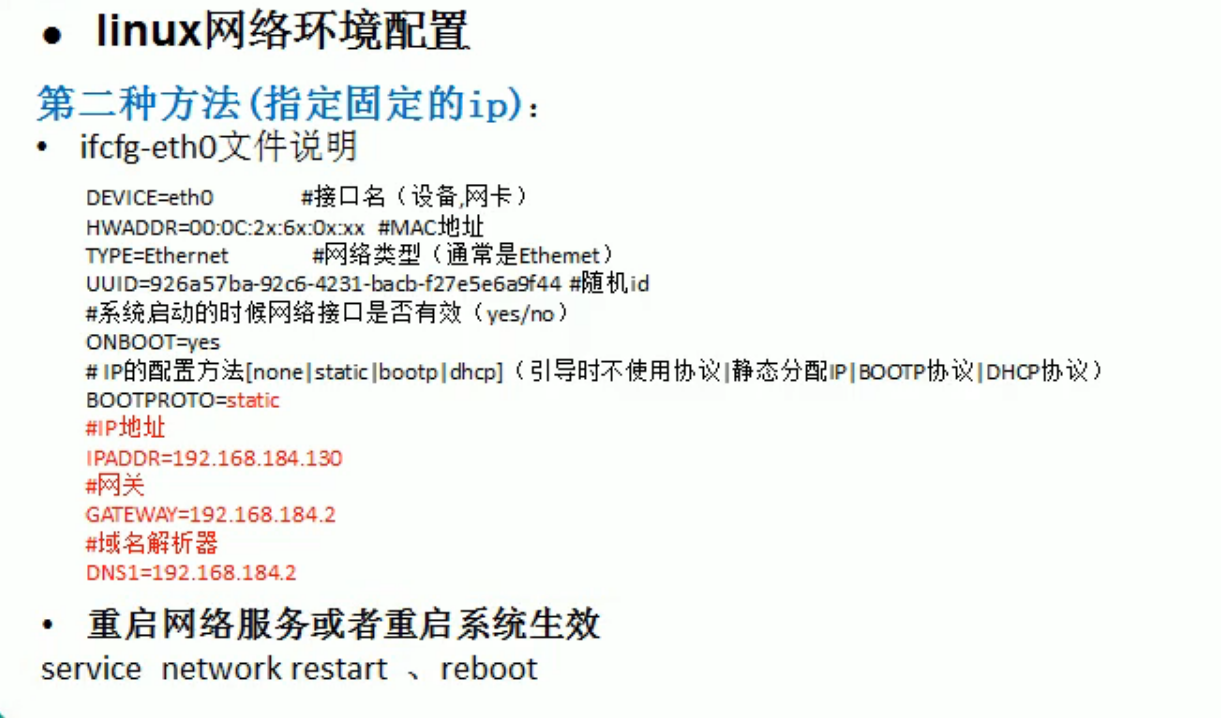 ● linux网络环境配置
第二种方法(指定固定的ip)：
• ifcfg-eth0文件说明
DEVICE=eth0 #接口名（设备,网卡）
HWADDR=00:0C:2x:6x:0x:xx #MAC地址
TYPE=Ethernet #网络类型（通常是Ethemet）
UUID=926a57ba-92c6-4231-bacb-f27e5e6a9f44 #随机id
#系统启动的时候网络接口是否有效（yes/no）
ONBOOT=yes
# IP的配置方法[none|static|bootp|dhcp]（引导时不使用协议|静态分配IP|BOOTP协议|DHCP协议）
BOOTPROTO=static
#IP地址
IPADDR=192.168.184.130
#网关
GATEWAY=192.168.184.2
#域名解析器
DNS1=192.168.184.2
• 重启网络服务或者重启系统生效
service network restart 、reboot